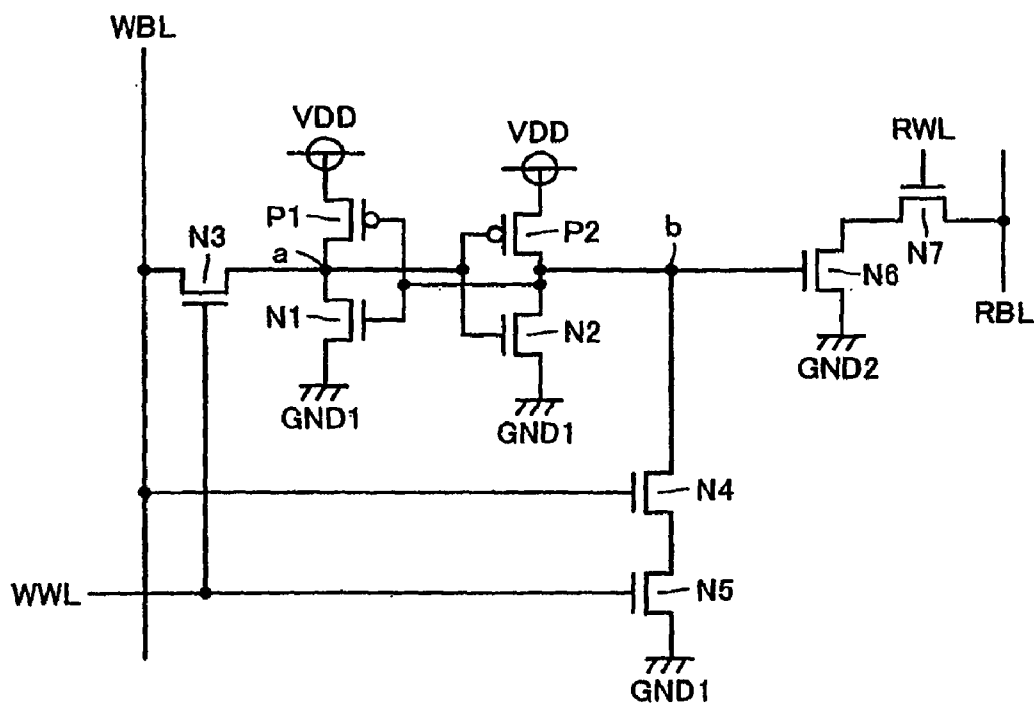 WBL
VDD
VDD
RWL
P1
P2
N3
a
b
N7
N6
N1
N2
RBL
GND2
GND1
GND1
N4
WWL
N5
GND1